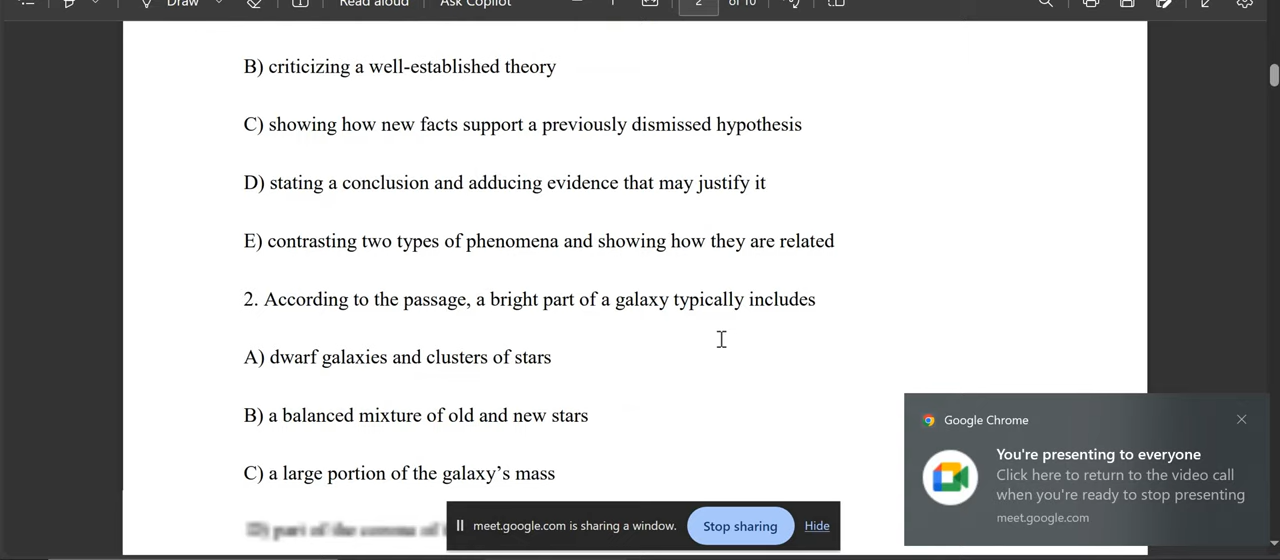 Draw
Read aloud
Ask Copilot
2
of 10
B) criticizing a well-established theory
C) showing how new facts support a previously dismissed hypothesis
D) stating a conclusion and adducing evidence that may justify it
E) contrasting two types of phenomena and showing how they are related
2. According to the passage, a bright part of a galaxy typically includes
A) dwarf galaxies and clusters of stars
B) a balanced mixture of old and new stars
C) a large portion of the galaxy’s mass
D) part of the corona of
Google Chrome
You're presenting to everyone
Click here to return to the video call
when you're ready to stop presenting
meet.google.com
meet.google.com is sharing a window.
Stop sharing
Hide